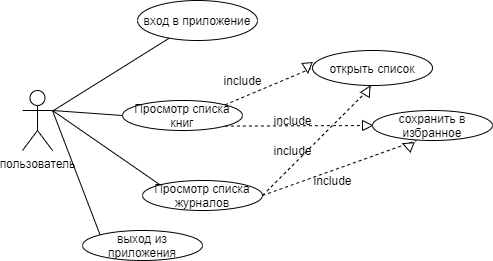 вход в приложение
include
открыть список
Просмотр списка
книг
include
сохранить в
избранное
пользователь
include
Просмотр списка
журналов
include
выход из
приложения